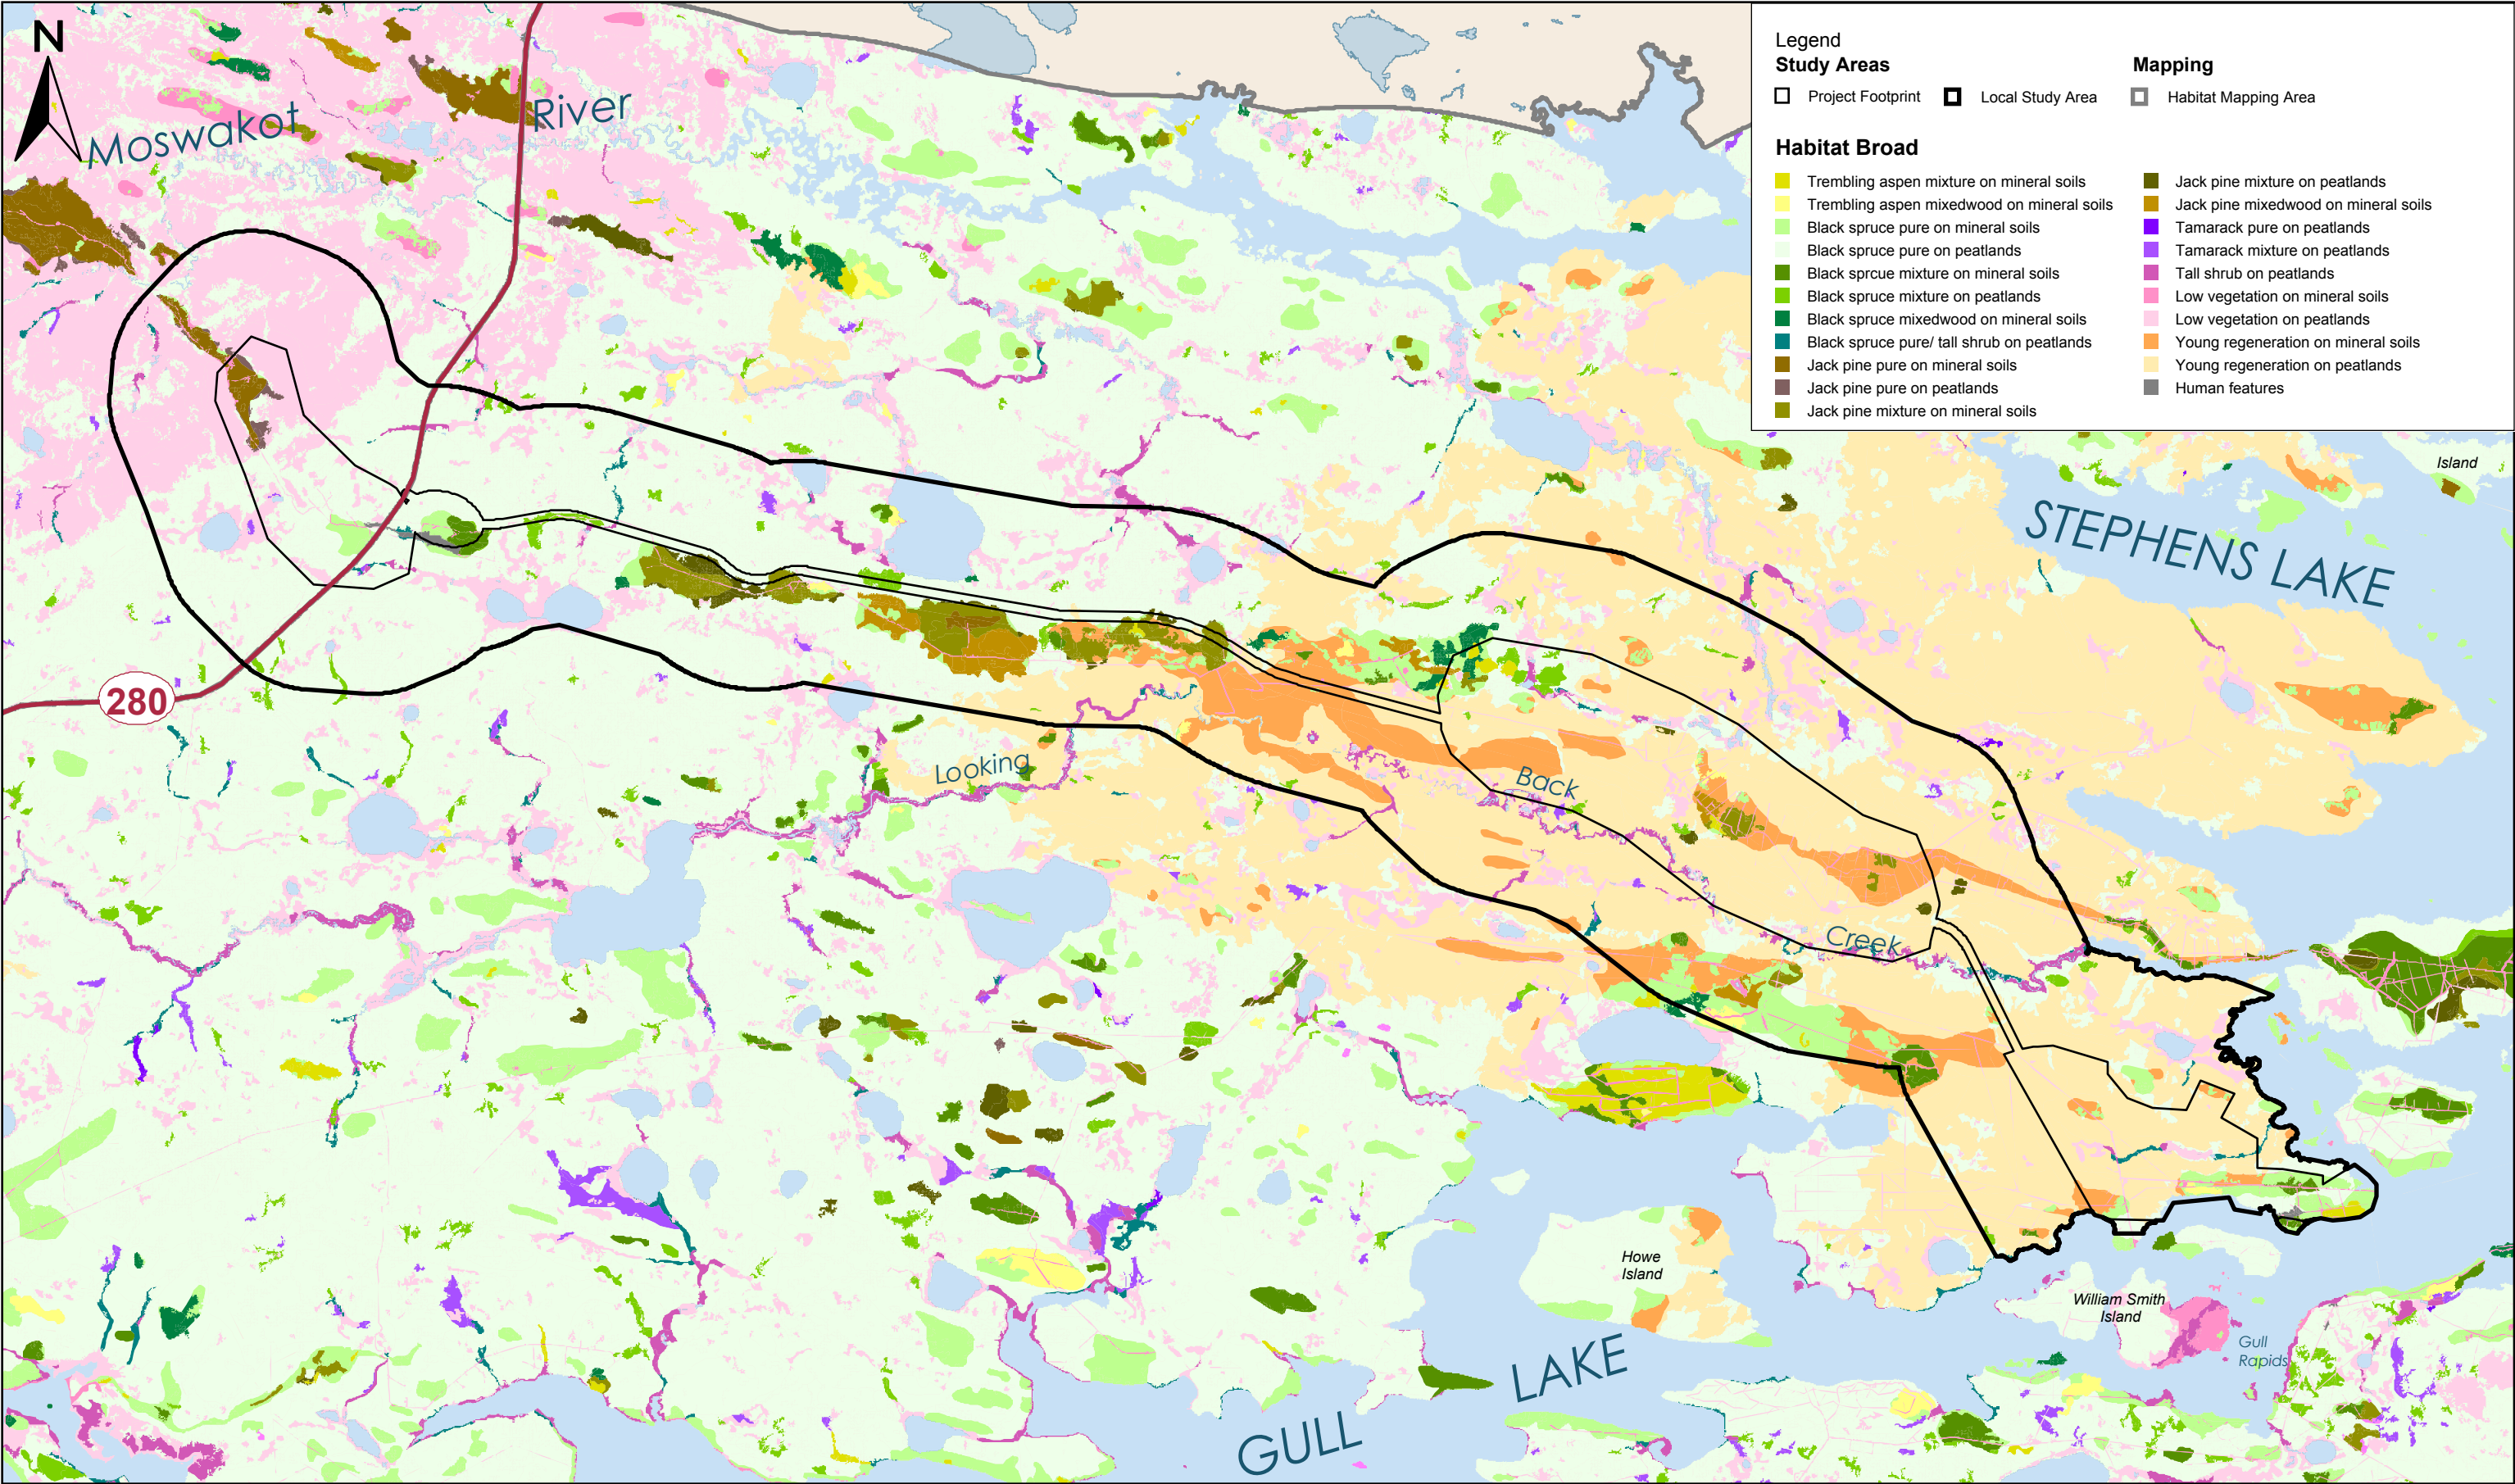 N
Moswakot
River
Legend
Study Areas
Mapping
Project Footprint
Local Study Area
Habitat Mapping Area
Habitat Broad
Trembling aspen mixture on mineral soils
Trembling aspen mixedwood on mineral soils
Black spruce pure on mineral soils
Black spruce pure on peatlands
Black sprcue mixture on mineral soils
Black spruce mixture on peatlands
Black spruce mixedwood on mineral soils
Black spruce pure/ tall shrub on peatlands
Jack pine pure on mineral soils
Jack pine pure on peatlands
Jack pine mixture on mineral soils
Jack pine mixture on peatlands
Jack pine mixedwood on mineral soils
Tamarack pure on peatlands
Tamarack mixture on peatlands
Tall shrub on peatlands
Low vegetation on mineral soils
Low vegetation on peatlands
Young regeneration on mineral soils
Young regeneration on peatlands
Human features
Island
STEPHENS LAKE
280
Looking
Back
Creek
Howe
Island
William Smith
Island
Gull
Rapids
GULL
LAKE